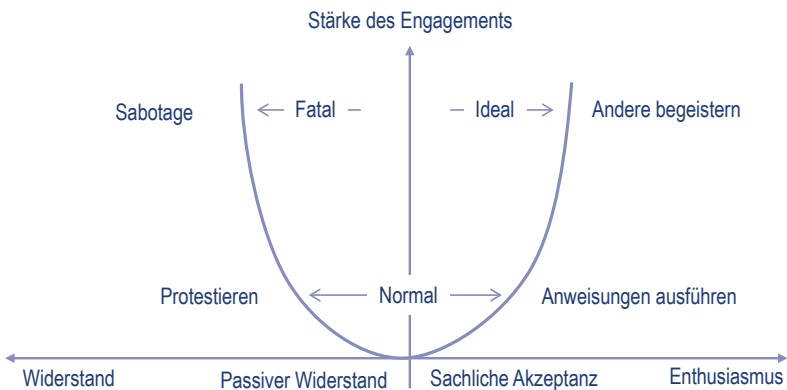 Stärke des Engagements
Sabotage
Fatal
Ideal
Andere begeistern
Protestieren
Normal
Anweisungen ausführen
Widerstand
Passiver Widerstand
Sachliche Akzeptanz
Enthusiasmus